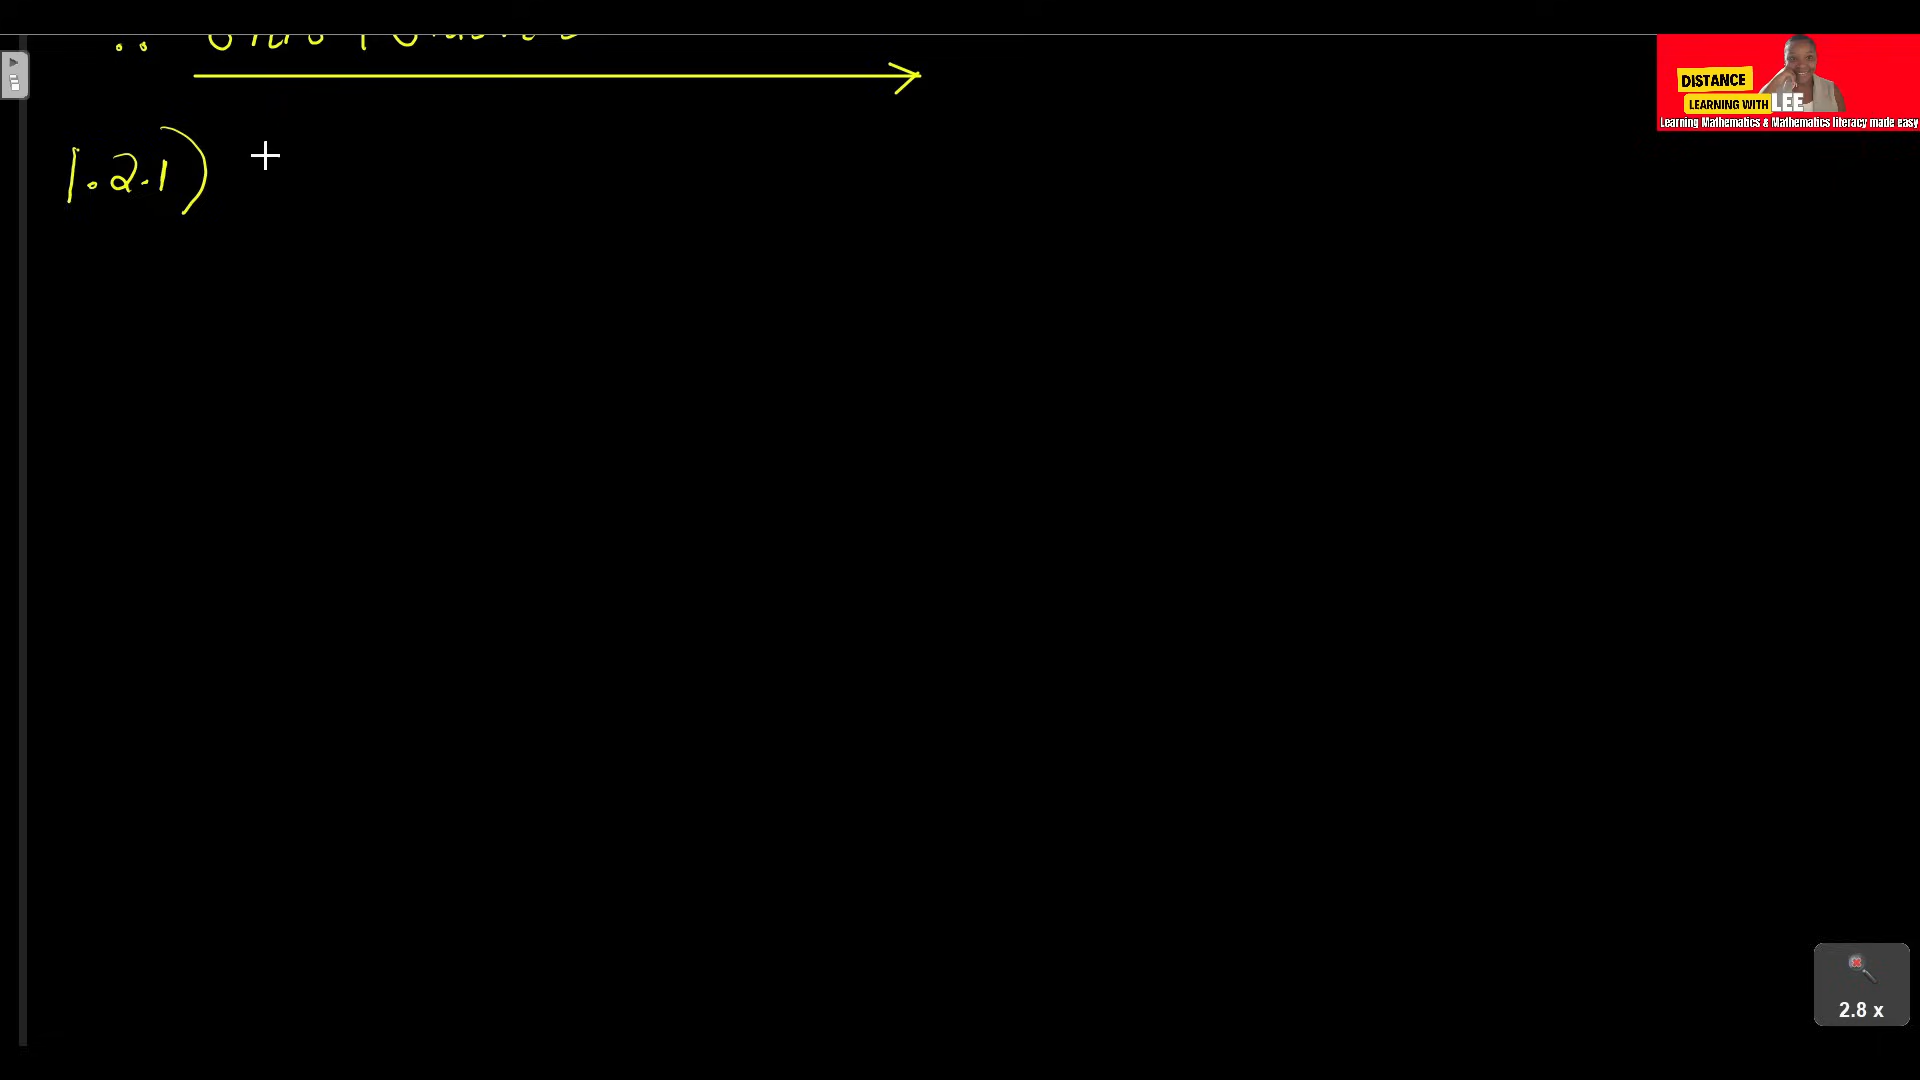 DISTANCE
LEARNING WITH LEE
Learning Mathematics & Mathematics literacy made easy
1.2.1)
2.8 x